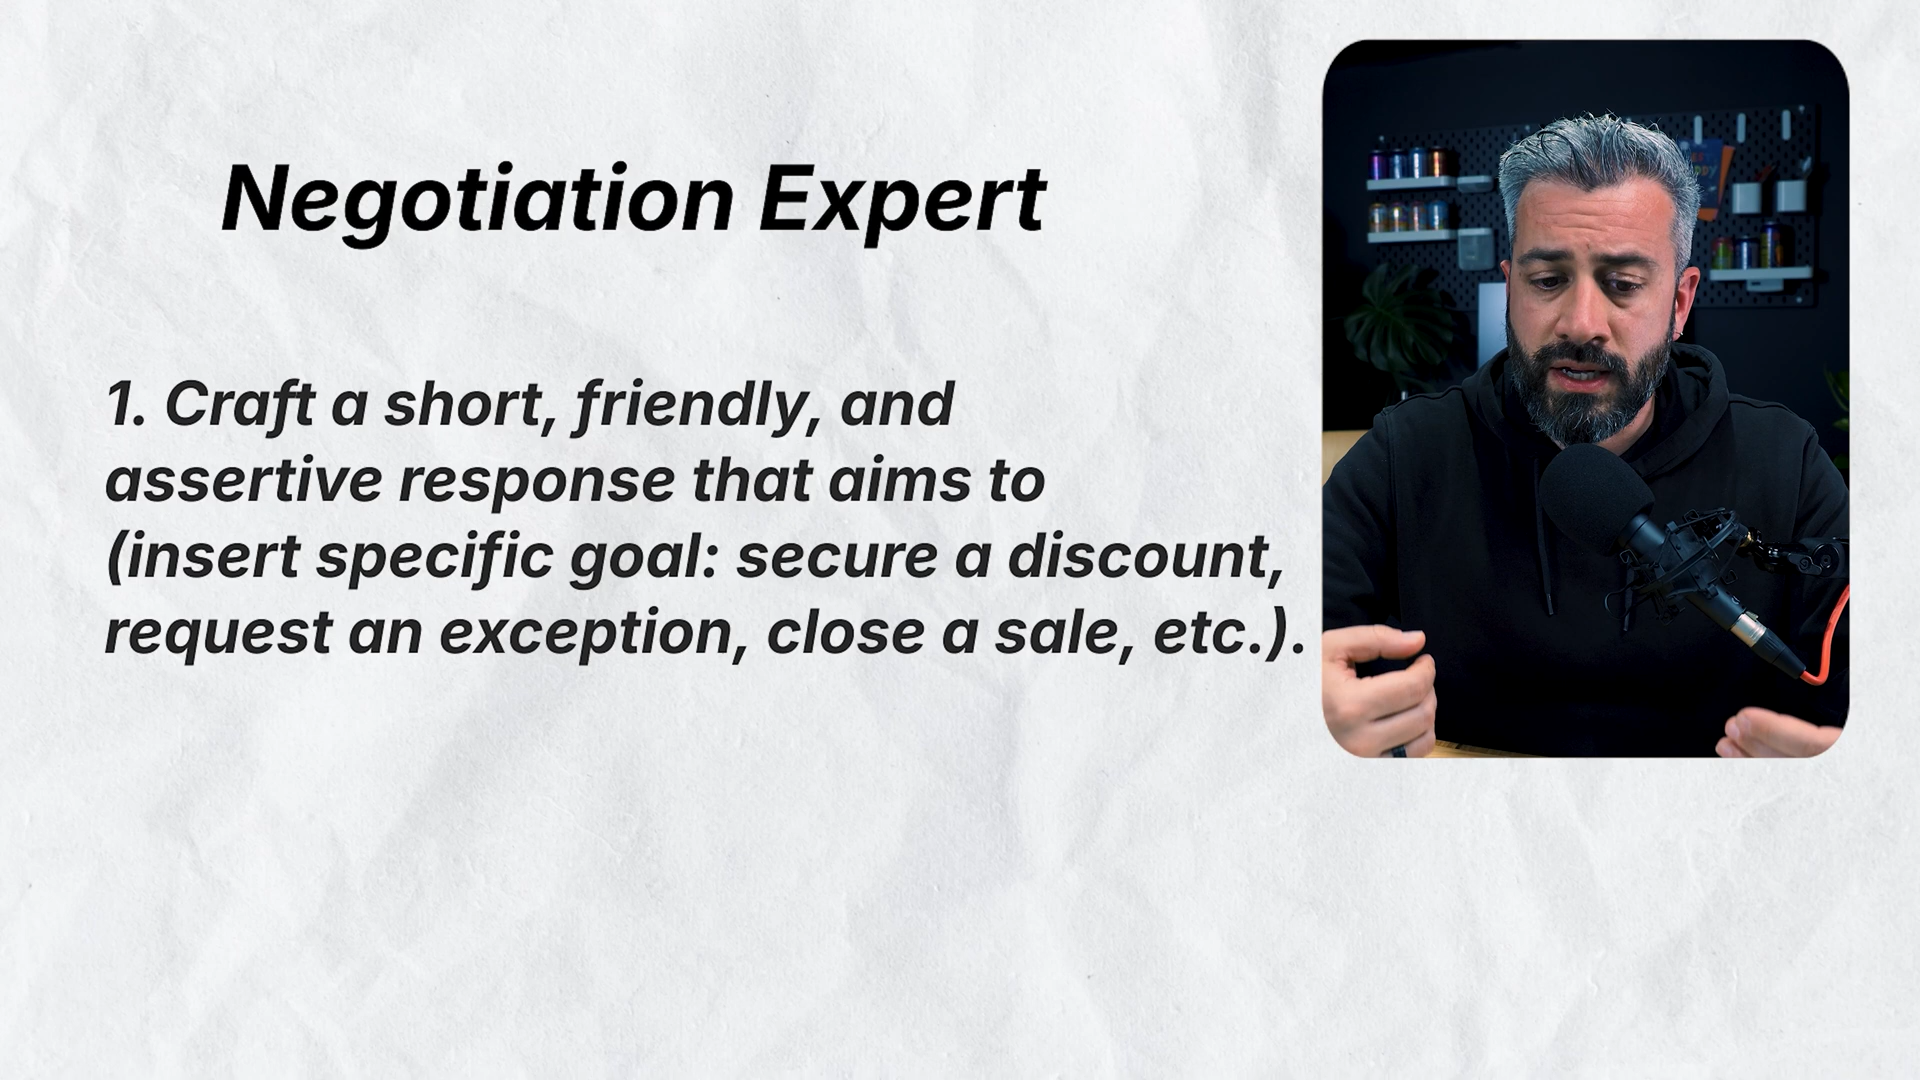 Negotiation Expert
1. Craft a short, friendly, and
assertive response that aims to
(insert specific goal: secure a discount,
request an exception, close a sale, etc.).